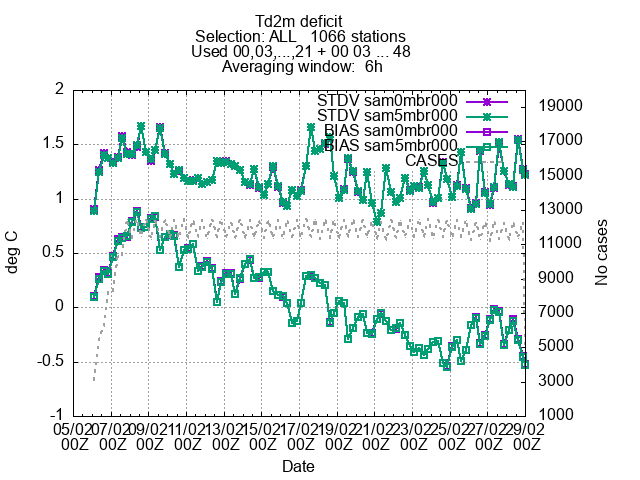 Td2m deficit
Selection: ALL   1066 stations
Used 00,03,...,21 + 00 03 ... 48
Averaging window:  6h
STDV sam0mbr000
STDV sam5mbr000
BIAS sam0mbr000
BIAS sam5mbr000
CASES
2
1.5
1
0.5
0
-0.5
-1
deg C
19000
17000
15000
13000
11000
9000
7000
5000
3000
1000
No cases
05/02 07/02 09/02 11/02 13/02 15/02 17/02 19/02 21/02 23/02 25/02 27/02 29/02
00Z 00Z 00Z 00Z 00Z 00Z 00Z 00Z 00Z 00Z 00Z 00Z 00Z
Date